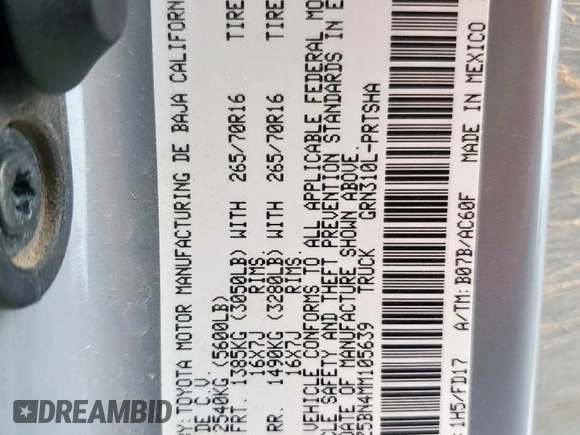 BY: TOYOTA MOTOR MANUFACTURING DE BAJA CALIFORN
DE C.V.
2540KG (5600LB)
FRT. 1385KG (3050LB) WITH 265/70R16 TIRE
16X7J RIMS.
RR. 1490KG (3280LB) WITH 265/70R16 TIRE
16X7J RIMS.
VEHICLE CONFORMS TO ALL APPLICABLE FEDERAL MO
CLE SAFETY AND THEFT PREVENTION STANDARDS IN E
DATE OF MANUFACTURE SHOWN ABOVE.
Z5BN4MM105639 TRUCK GRN310L-PRTSHA
1H5/FD17 A/TM: B07B/AC60F MADE IN MEXICO
DREAMBID